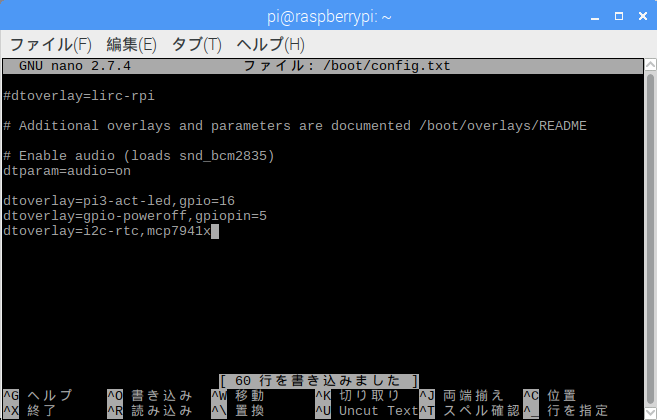 pi@raspberrypi: ~
ファイル(F) 編集(E) タブ(T) ヘルプ(H)
GNU nano 2.7.4 ファイル: /boot/config.txt
#dtoverlay=lirc-rpi
# Additional overlays and parameters are documented /boot/overlays/README
# Enable audio (loads snd_bcm2835)
dtparam=audio=on
dtoverlay=pi3-act-led,gpio=16
dtoverlay=gpio-poweroff,gpiopin=5
dtoverlay=i2c-rtc,mcp7941x
[ 60 行を書き込みました ]
^G ヘルプ ^O 書き込み ^W 移動 ^K 切り取り ^J 両端揃え ^C 位置
^X 終了 ^R 読み込み ^\ 置換 ^U Uncut Text ^T スペル確認 ^_ 行を指定